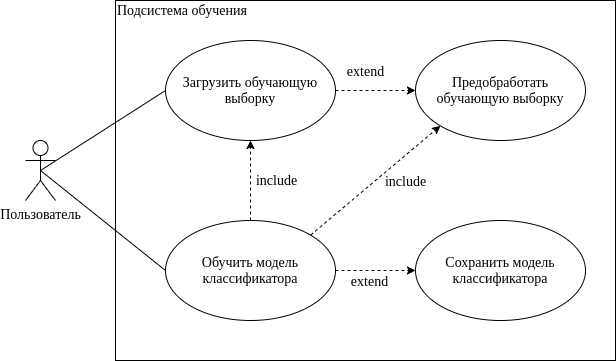 Подсистема обучения
Загрузить обучающую
выборку
extend
Предобработать
обучающую выборку
include
include
Пользователь
Обучить модель
классификатора
extend
Сохранить модель
классификатора